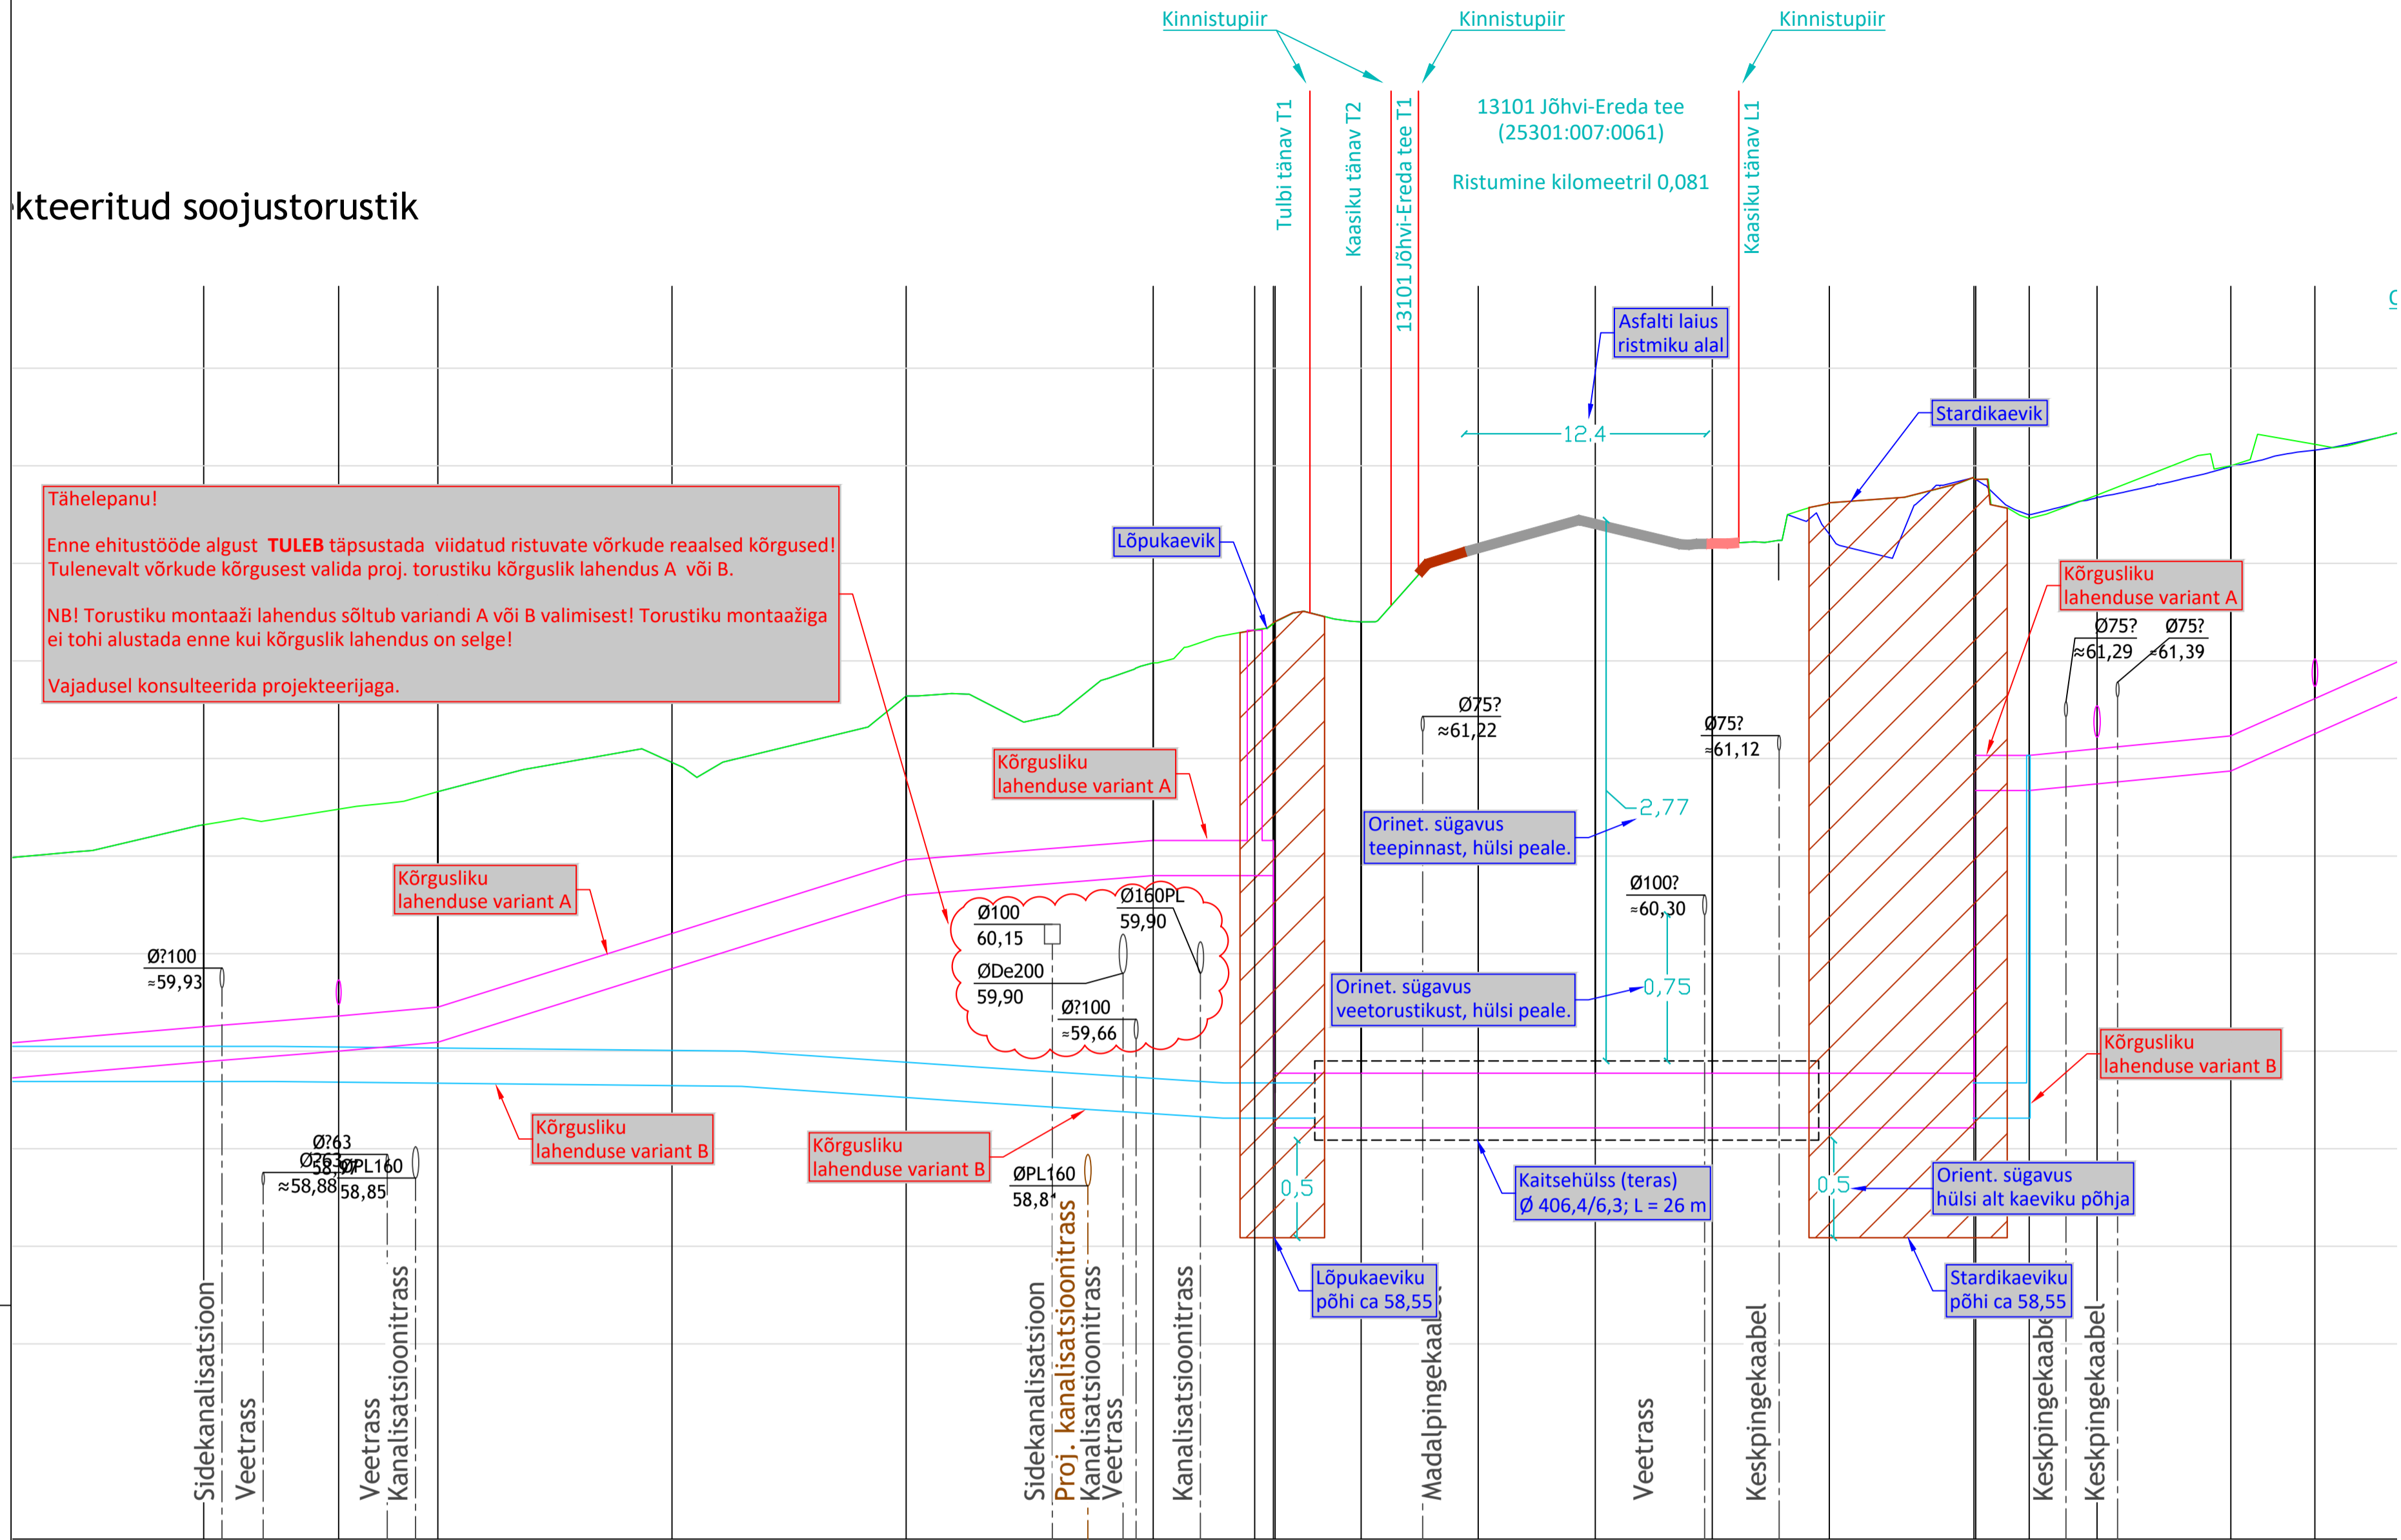 Kinnistupiir
Kinnistupiir
Kinnistupiir
Tulbi tänav T1
Kaasiku tänav T2
13101 Jõhvi-Ereda tee T1
13101 Jõhvi-Ereda tee
(25301:007:0061)
Ristumine kilomeetril 0,081
Kaasiku tänav L1
kteeritud soojustorustik
Asfalti laius
ristmiku alal
12.4
Stardikaevik
Tähelepanu!
Enne ehitustööde algust TULEB täpsustada viidatud ristuvate võrkude reaalsed kõrgused!
Tulenevalt võrkude kõrgusest valida proj. torustiku kõrguslik lahendus A või B.
NB! Torustiku montaaži lahendus sõltub variandi A või B valimisest! Torustiku montaažiga
ei tohi alustada enne kui kõrguslik lahendus on selge!
Vajadusel konsulteerida projekteerijaga.
Lõpukaevik
Kõrgusliku
lahenduse variant A
Ø75?
≈61,29
Ø75?
≈61,39
Ø75?
≈61,22
Ø75?
≈61,12
Kõrgusliku
lahenduse variant A
Orinet. sügavus
teepinnast, hülsi peale.
2,77
Kõrgusliku
lahenduse variant A
Ø100?
≈60,30
Ø160PL
59,90
Ø100
60,15
ØDe200
59,90
Ø?100
≈59,66
Ø?100
≈59,93
Orinet. sügavus
veetorustikust, hülsi peale.
0,75
Kõrgusliku
lahenduse variant B
Kõrgusliku
lahenduse variant B
Kõrgusliku
lahenduse variant B
Ø?63
58,97
Ø?63
≈58,88
ØPL160
58,85
ØPL160
58,8
0,5
Kaitsehülss (teras)
Ø 406,4/6,3; L = 26 m
0,5
Orient. sügavus
hülsi alt kaeviku põhja
Lõpukaeviku
põhi ca 58,55
Stardikaeviku
põhi ca 58,55
Sidekanalisatsioon
Veetrass
Veetrass
Kanalisatsioonitrass
Sidekanalisatsioon
Proj. kanalisatsioonitrass
Kanalisatsioonitrass
Veetrass
Kanalisatsioonitrass
Madalpingekaabel
Veetrass
Keskpingekaabel
Keskpingekaabel
Keskpingekaabel